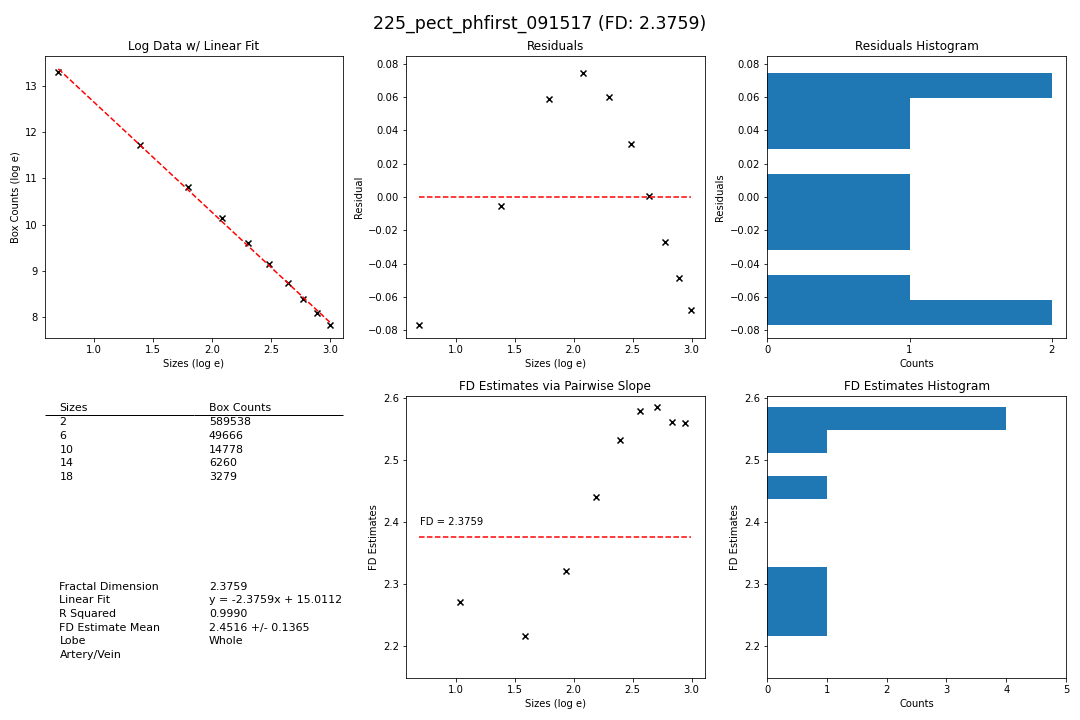 225_pect_phfirst_091517 (FD: 2.3759)
Log Data w/ Linear Fit
Box Counts (log e)
13
12
11
10
9
8
1.0 1.5 2.0 2.5 3.0
Sizes (log e)
Residuals
Residual
0.08
0.06
0.04
0.02
0.00
−0.02
−0.04
−0.06
−0.08
1.0 1.5 2.0 2.5 3.0
Sizes (log e)
Residuals Histogram
Residuals
0.08
0.06
0.04
0.02
0.00
−0.02
−0.04
−0.06
−0.08
0 1 2
Counts
Sizes Box Counts
2 589538
6 49666
10 14778
14 6260
18 3279
Fractal Dimension 2.3759
Linear Fit y = -2.3759x + 15.0112
R Squared 0.9990
FD Estimate Mean 2.4516 +/- 0.1365
Lobe Whole
Artery/Vein
FD Estimates via Pairwise Slope
FD Estimates
2.6
2.5
2.4
2.3
2.2
FD = 2.3759
1.0 1.5 2.0 2.5 3.0
Sizes (log e)
FD Estimates Histogram
FD Estimates
2.6
2.5
2.4
2.3
2.2
0 1 2 3 4 5
Counts